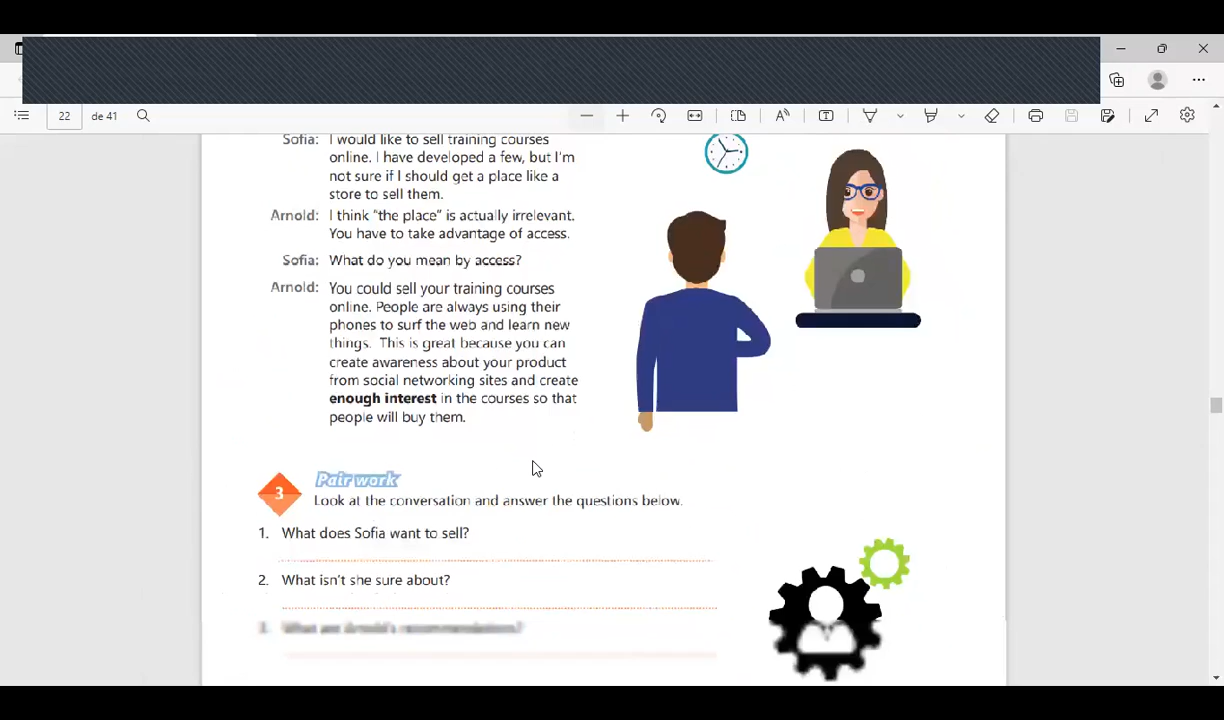 22 de 41
Sofia: I would like to sell training courses
online. I have developed a few, but I'm
not sure if I should get a place like a
store to sell them.
Arnold: I think “the place” is actually irrelevant.
You have to take advantage of access.
Sofia: What do you mean by access?
Arnold: You could sell your training courses
online. People are always using their
phones to surf the web and learn new
things. This is great because you can
create awareness about your product
from social networking sites and create
enough interest in the courses so that
people will buy them.
3 Pair work
Look at the conversation and answer the questions below.
1. What does Sofia want to sell?
2. What isn't she sure about?
3. What are Arnold's recommendations?